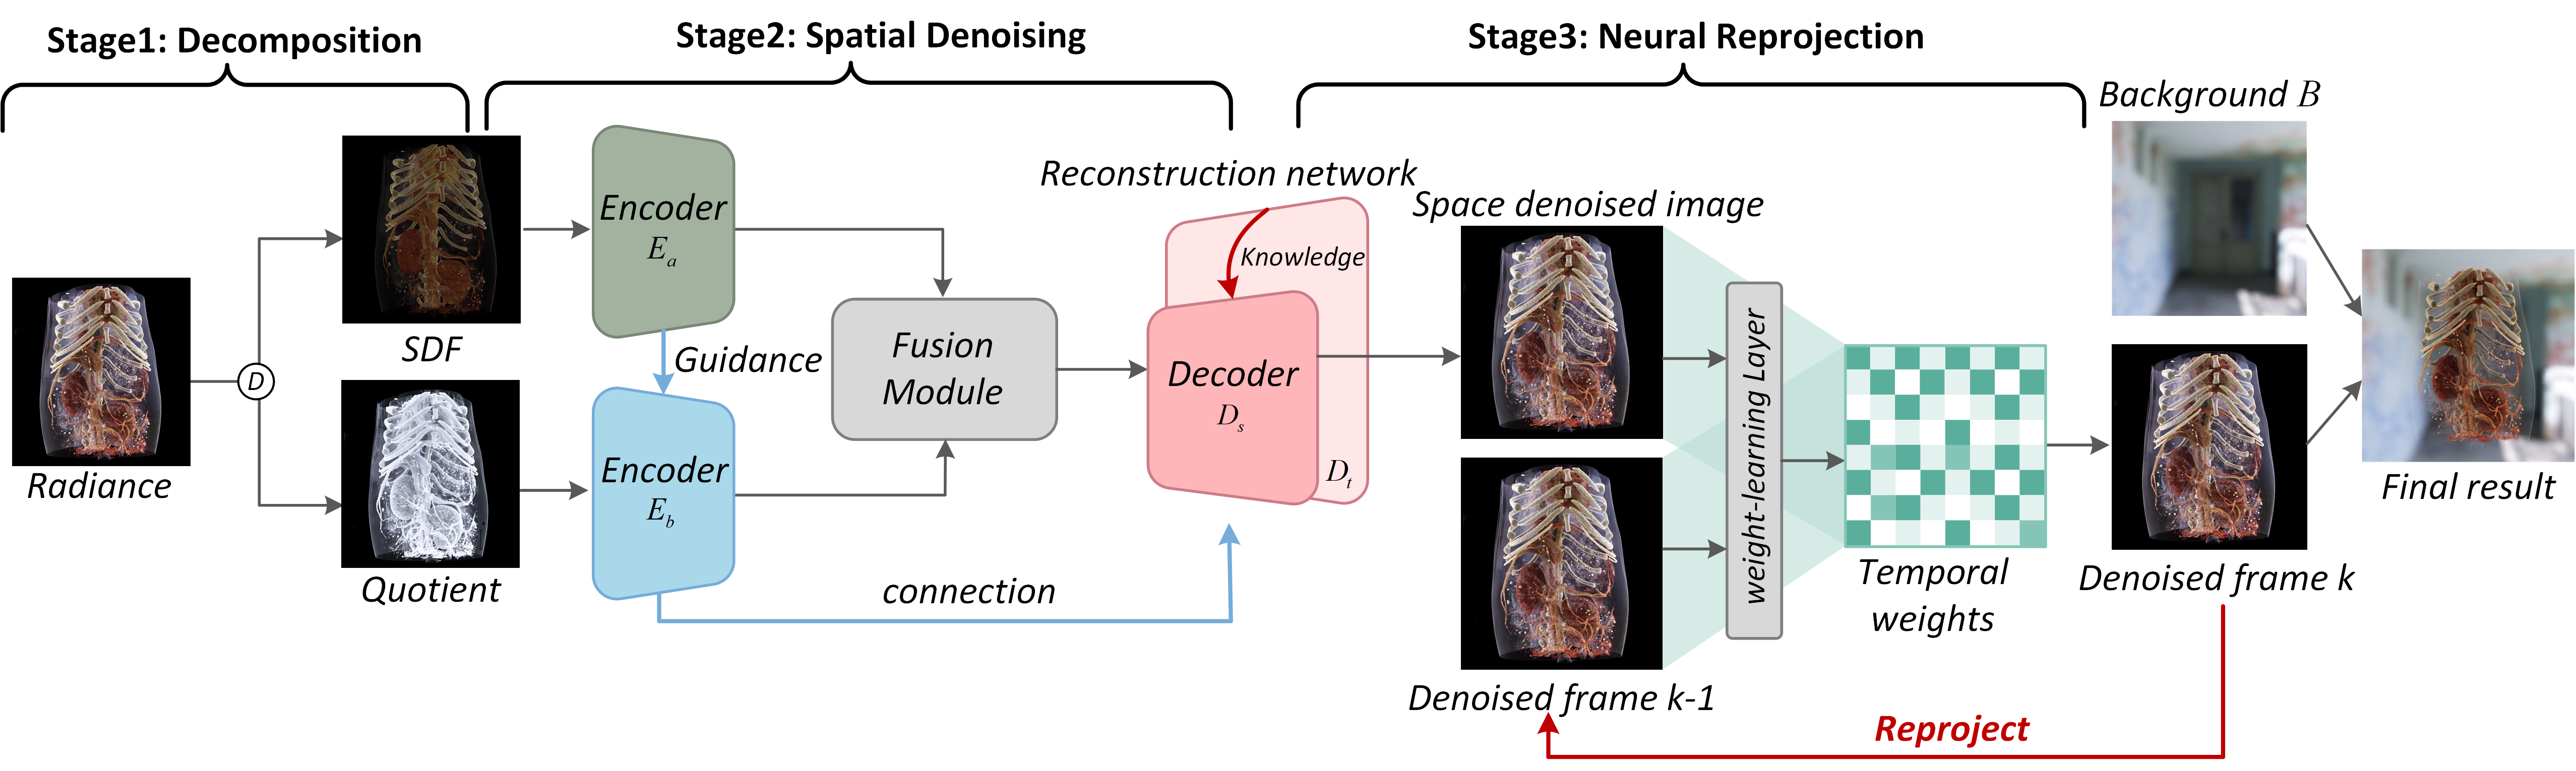 Stage1: Decomposition
Stage2: Spatial Denoising
Stage3: Neural Reprojection
Radiance
D
SDF
Quotient
Encoder
E_a
Guidance
Encoder
E_b
Fusion
Module
connection
Reconstruction network
Knowledge
Decoder
D_s
D_t
Space denoised image
Denoised frame k-1
weight-learning Layer
Temporal
weights
Reproject
Background B
Denoised frame k
Final result